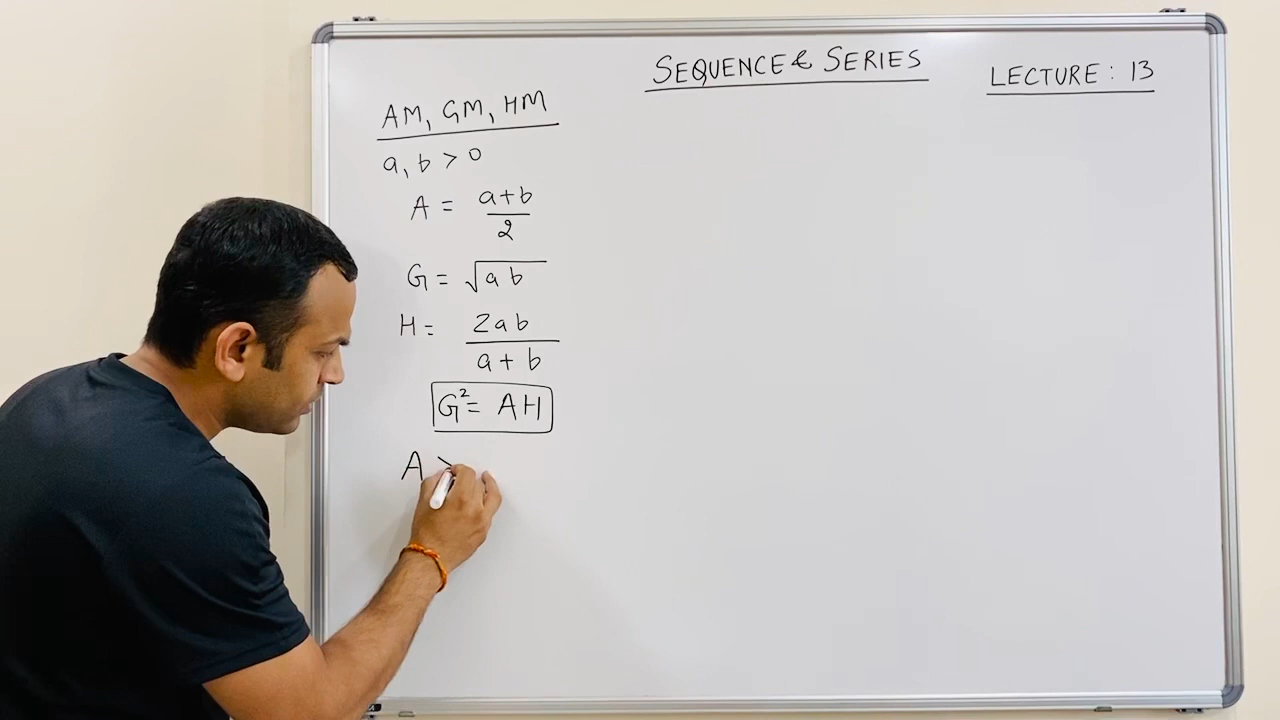 SEQUENCE & SERIES
LECTURE : 13
AM, GM, HM
a, b > 0
A = a+b
2
G = √ab
H = 2ab
a + b
G² = AH
A >